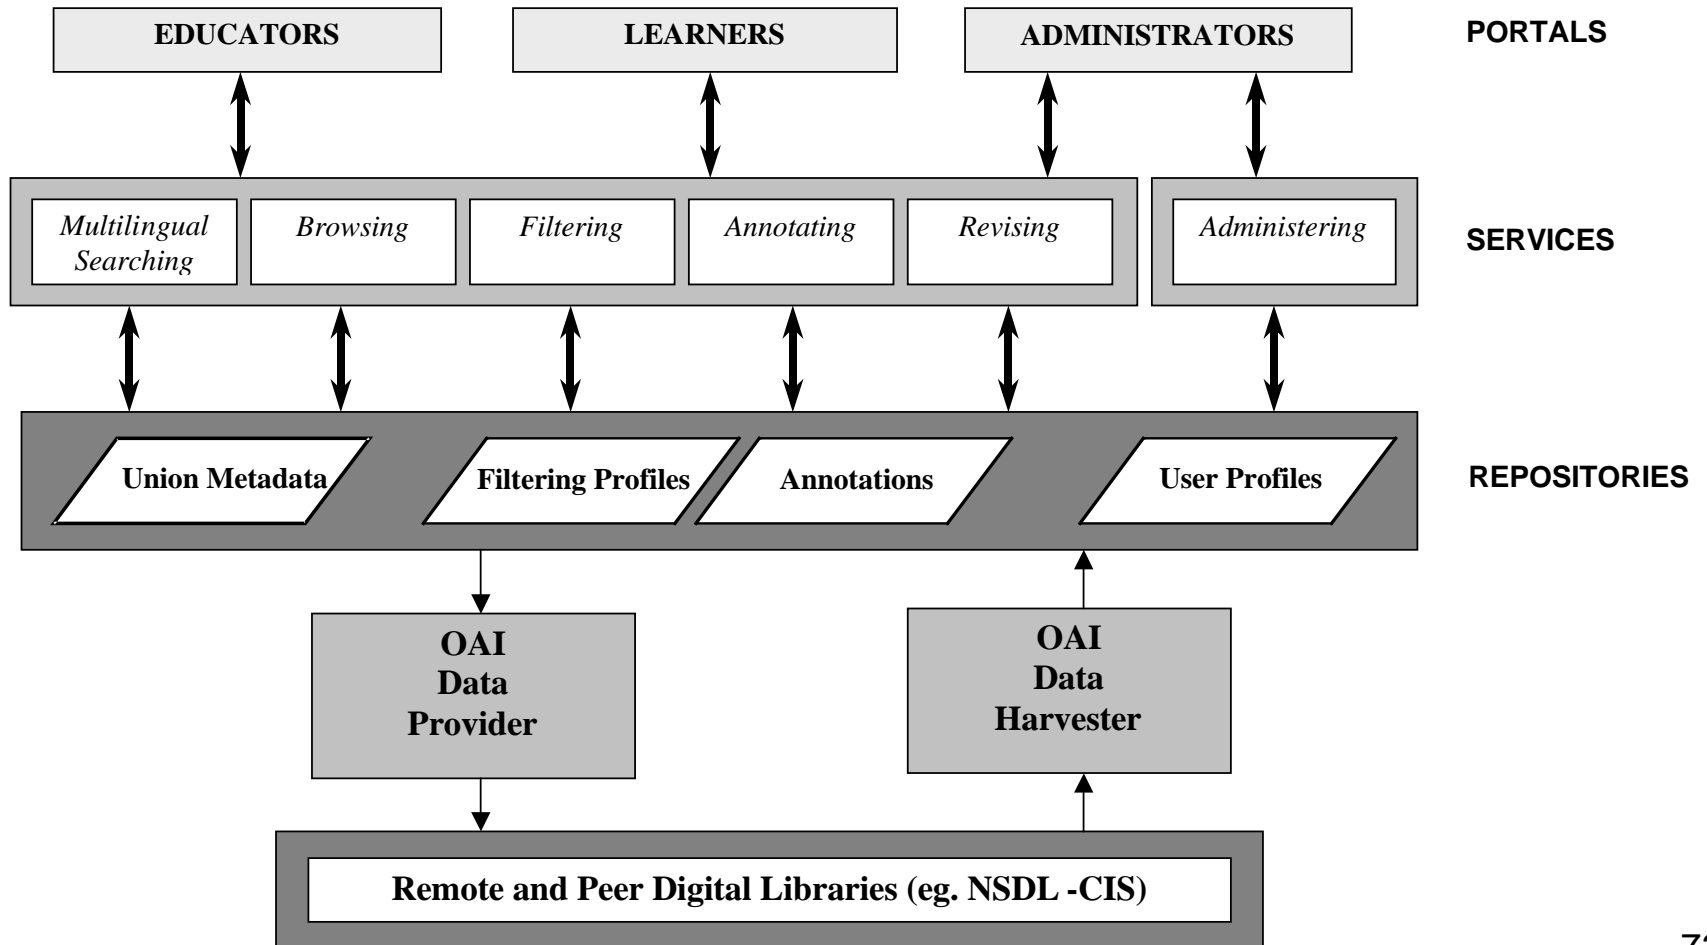 EDUCATORS
LEARNERS
ADMINISTRATORS
PORTALS
Multilingual
Searching
Browsing
Filtering
Annotating
Revising
Administering
SERVICES
Union Metadata
Filtering Profiles
Annotations
User Profiles
REPOSITORIES
OAI
Data
Provider
OAI
Data
Harvester
Remote and Peer Digital Libraries (eg. NSDL -CIS)